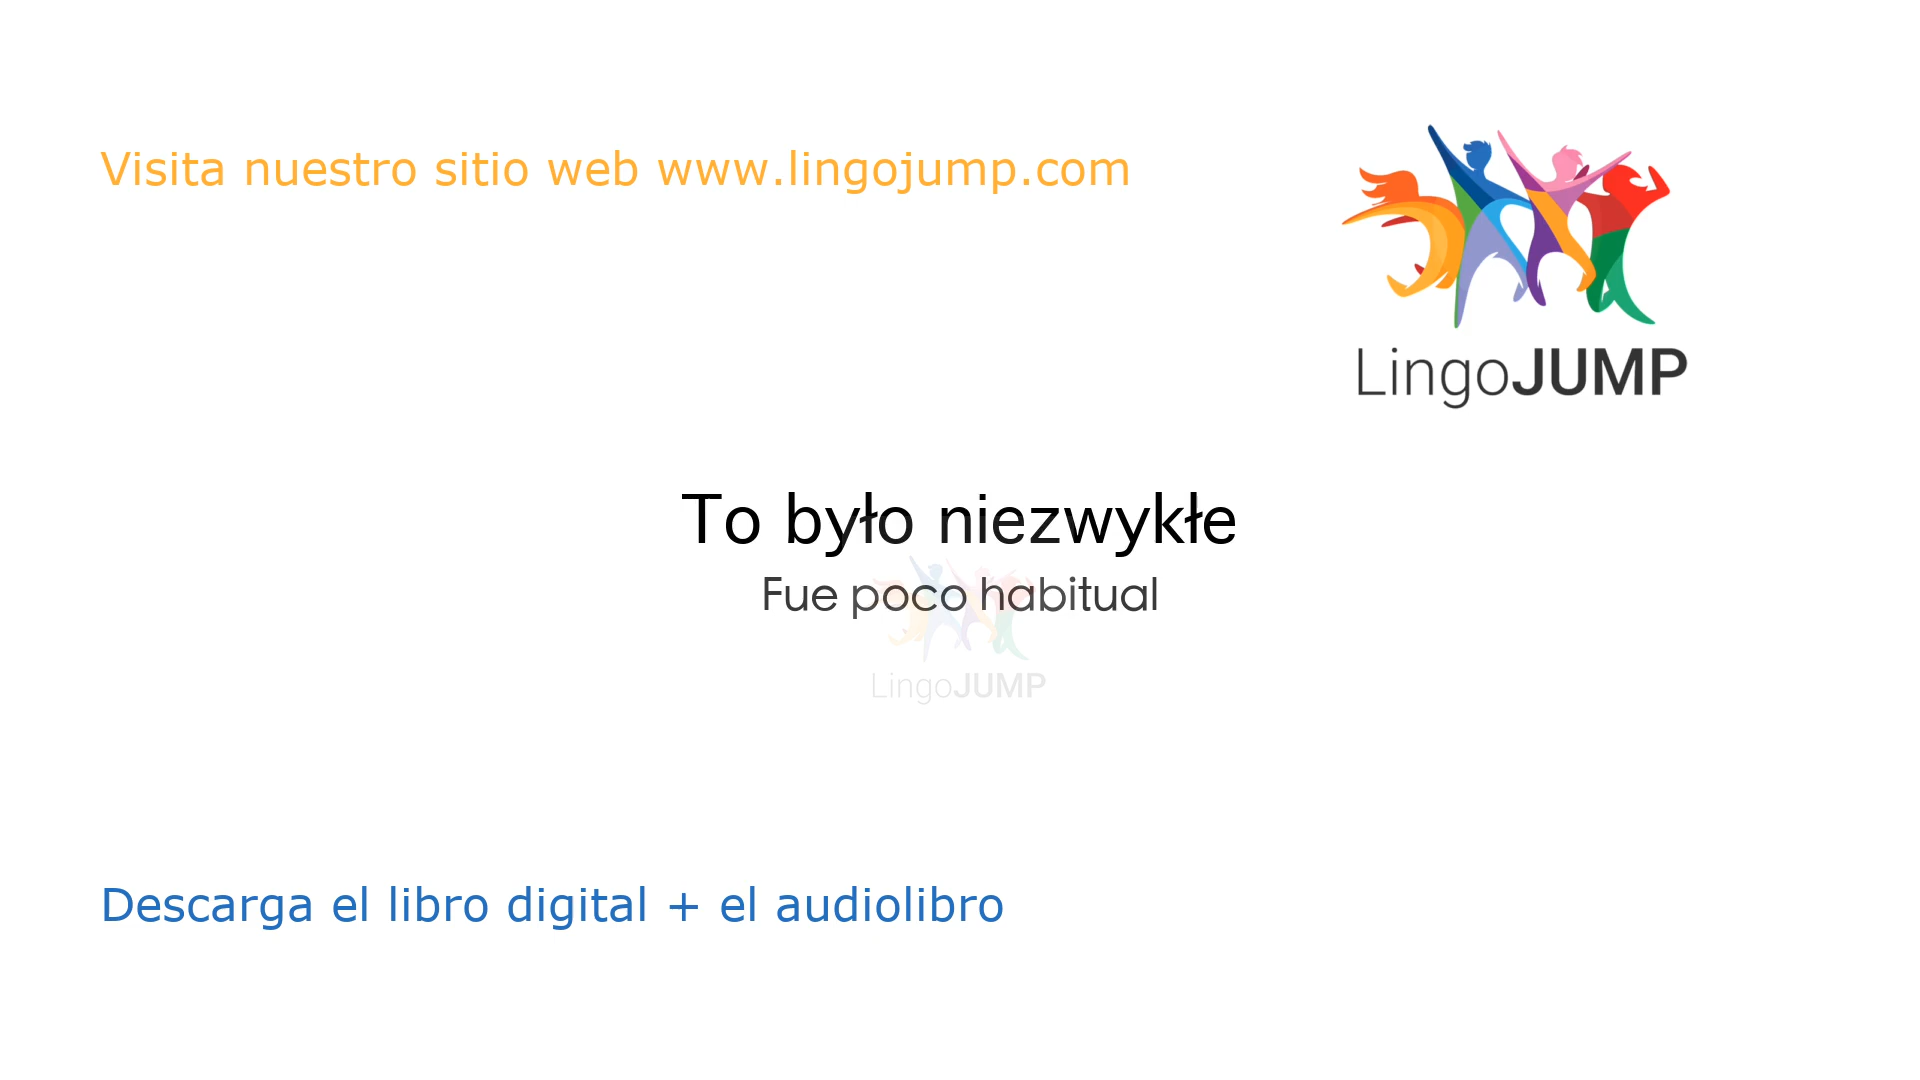 Visita nuestro sitio web www.lingojump.com
LingoJUMP
To było niezwykłe
Fue poco habitual
LingoJUMP
Descarga el libro digital + el audiolibro